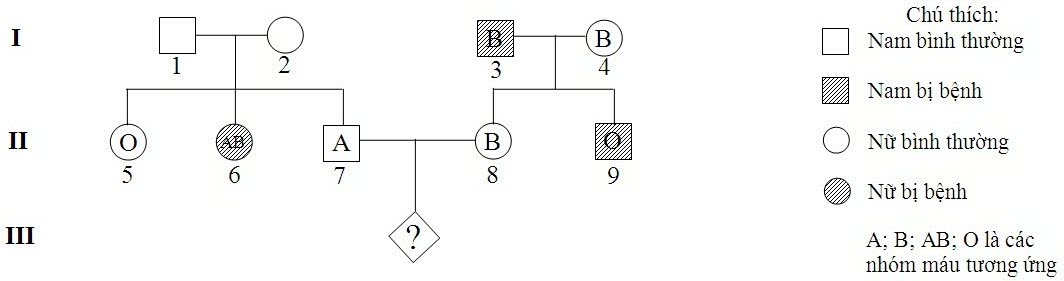 I
B
B
1
2
3
4
II
O
AB
A
B
O
5
6
7
8
9
III
?
Chú thích:
Nam bình thường
Nam bị bệnh
Nữ bình thường
Nữ bị bệnh
A; B; AB; O là các
nhóm máu tương ứng